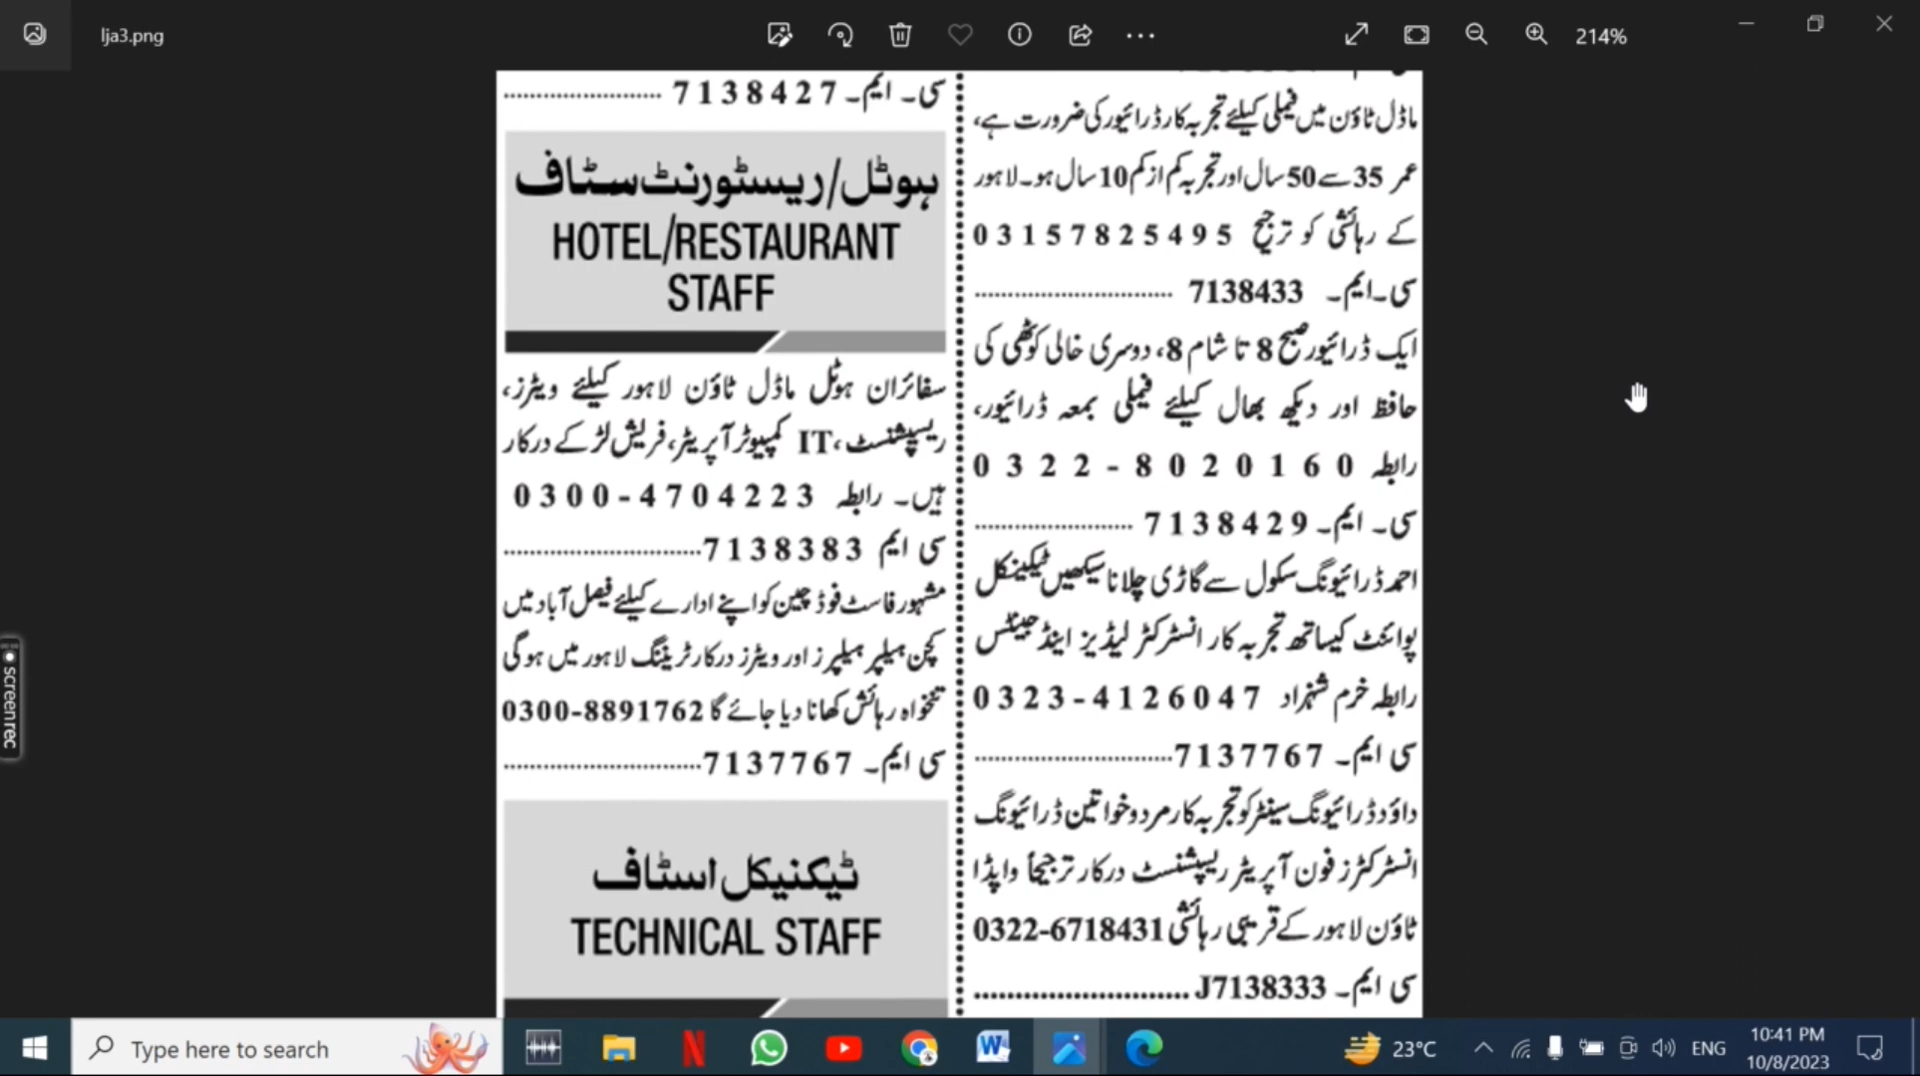 lja3.png
214%
سی۔ ایم۔ 7138427
ہوٹل/ریسٹورنٹ سٹاف
HOTEL/RESTAURANT
STAFF
سفائران ہوٹل ماڈل ٹاؤن لاہور کیلئے ویٹرز،
ریسپشنسٹ، IT کمپیوٹر آپریٹر، فریش لڑکے درکار
ہیں۔ رابطہ 0300-4704223
سی ایم 7138383
مشہور فاسٹ فوڈ چین کو اپنے ادارے کیلئے فیصل آباد میں
کچن ہیلپر ہیلپرز اور ویٹرز درکار ٹریننگ لاہور میں ہوگی
تنخواہ رہائش کھانا دیا جائے گا 0300-8891762
سی ایم۔ 7137767
ٹیکنیکل اسٹاف
TECHNICAL STAFF
ماڈل ٹاؤن میں فیملی کیلئے تجربہ کار ڈرائیور کی ضرورت ہے،
عمر 35 سے 50 سال اور تجربہ کم از کم 10 سال ہو۔ لاہور
کے رہائشی کو ترجیح 03157825495
سی۔ایم۔ 7138433
ایک ڈرائیور صبح 8 تا شام 8، دوسری خالی کوٹھی کی
حافظ اور دیکھ بھال کیلئے فیملی بمعہ ڈرائیور،
رابطہ 0322-8020160
سی۔ ایم۔ 7138429
احمد ڈرائیونگ سکول سے گاڑی چلانا سیکھیں ٹیکنیکل
پوائنٹ کیساتھ تجربہ کار انسٹرکٹر لیڈیز اینڈ جینٹس
رابطہ خرم شہزاد 0323-4126047
سی ایم۔ 7137767
داؤد ڈرائیونگ سینٹر کو تجربہ کار مرد و خواتین ڈرائیونگ
انسٹرکٹرز فون آپریٹر ریسپشنسٹ درکار ترجیحاً واپڈا
ٹاؤن لاہور کے قریبی رہائشی 0322-6718431
سی ایم۔ J7138333
screenrec
Type here to search
23°C
ENG
10:41 PM
10/8/2023